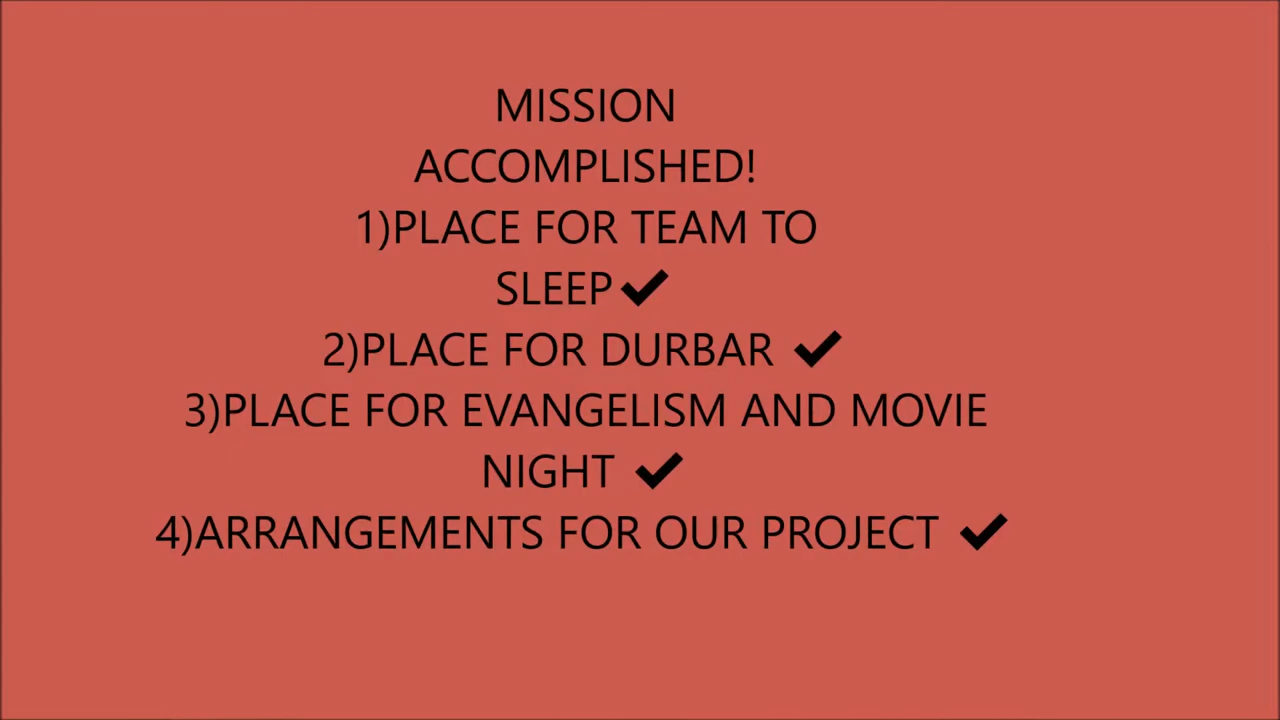 MISSION
ACCOMPLISHED!
1)PLACE FOR TEAM TO
SLEEP✔
2)PLACE FOR DURBAR ✔
3)PLACE FOR EVANGELISM AND MOVIE
NIGHT ✔
4)ARRANGEMENTS FOR OUR PROJECT ✔